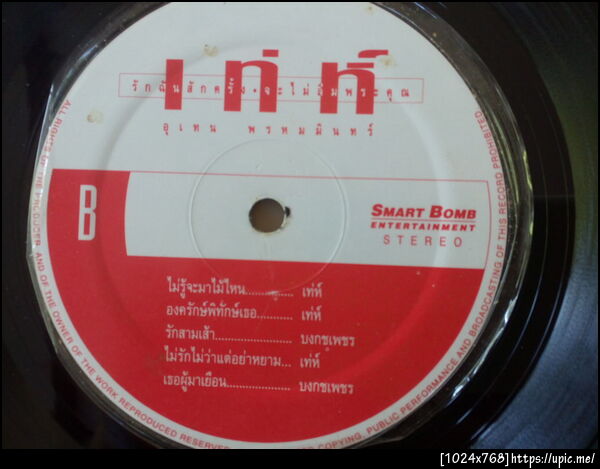 เท่ห์
รักฉันสักครั้ง • จะไม่ลืมพระคุณ
อุเทน พรหมมินทร์
B
SMART BOMB
ENTERTAINMENT
STEREO
ไม่รู้จะมาไม้ไหน............... เท่ห์
องครักษ์พิทักษ์เธอ........... เท่ห์
รักสามเส้า...................... บงกชเพชร
ไม่รักไม่ว่าแต่อย่าหยาม... เท่ห์
เธอผู้มาเยือน.................... บงกชเพชร
ALL RIGHTS OF THE PRODUCER AND OF THE OWNER OF THE WORK REPRODUCED RESERVED COPYING, PUBLIC PERFORMANCE AND BROADCASTING OF THIS RECORD PROHIBITED
[1024x768]https://upic.me/